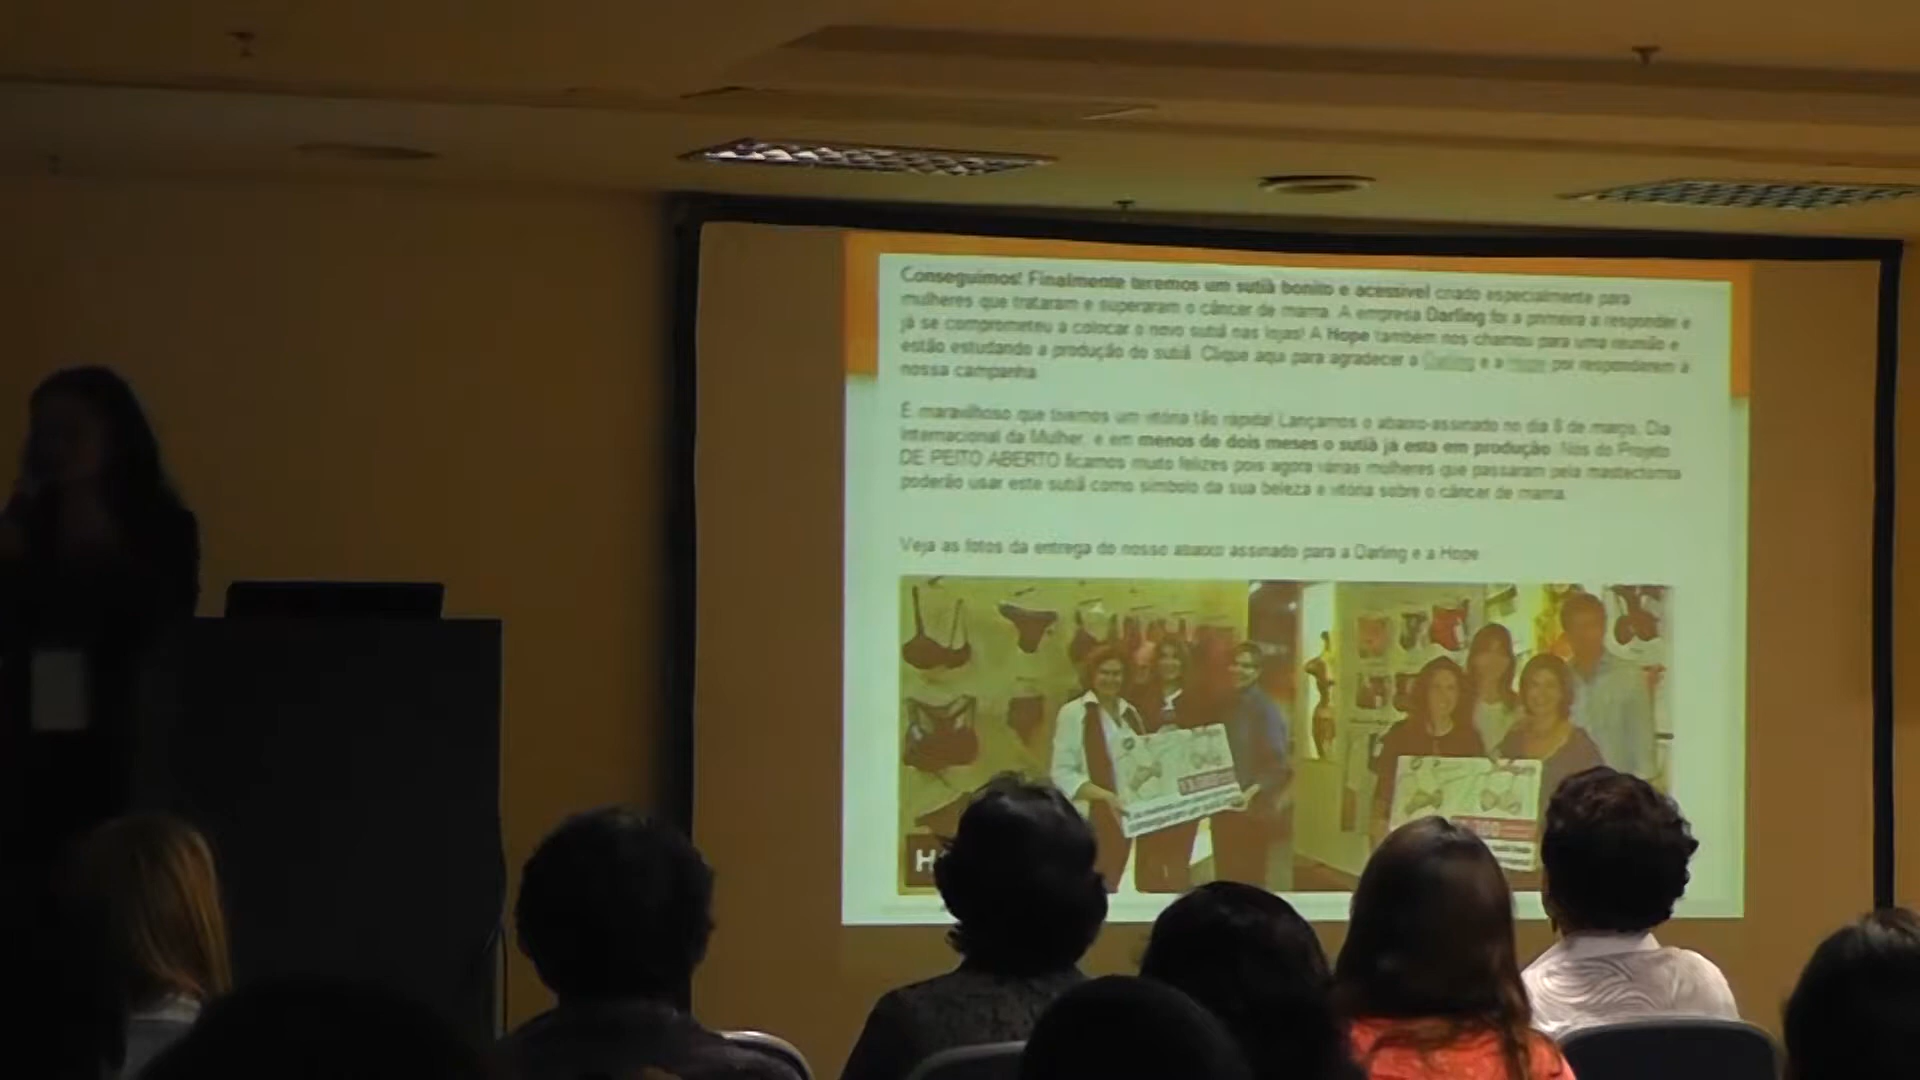 Conseguimos! Finalmente teremos um sutiã bonito e acessível criado especialmente para
mulheres que trataram e superaram o câncer de mama. A empresa Darling foi a primeira a responder e
já se comprometeu a colocar o novo sutiã nas lojas! A Hope também nos chamou para uma reunião e
estão estudando a produção do sutiã. Clique aqui para agradecer a Darling e a Hope por responderem à
nossa campanha.
É maravilhoso que tivemos um vitória tão rápida! Lançamos o abaixo-assinado no dia 8 de março, Dia
Internacional da Mulher, e em menos de dois meses o sutiã já esta em produção. Nós do Projeto
DE PEITO ABERTO ficamos muito felizes pois agora várias mulheres que passaram pela mastectomia
poderão usar este sutiã como símbolo da sua beleza e vitória sobre o câncer de mama.
Veja as fotos da entrega do nosso abaixo assinado para a Darling e a Hope